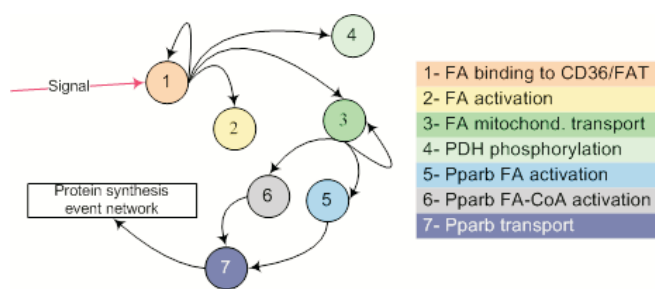 4
1
Signal
2
3
6
5
Protein synthesis
event network
7
1- FA binding to CD36/FAT
2- FA activation
3- FA mitochond. transport
4- PDH phosphorylation
5- Pparb FA activation
6- Pparb FA-CoA activation
7- Pparb transport